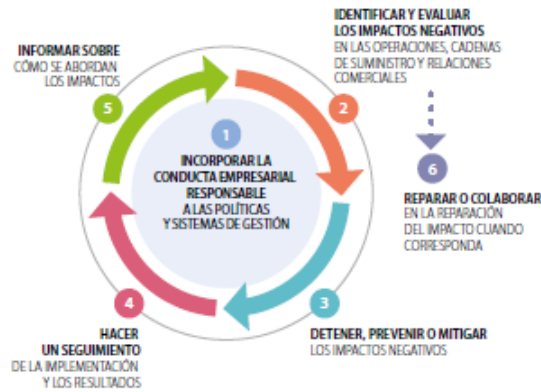 1
INCORPORAR LA
CONDUCTA EMPRESARIAL
RESPONSABLE
A LAS POLÍTICAS
Y SISTEMAS DE GESTIÓN
2
IDENTIFICAR Y EVALUAR
LOS IMPACTOS NEGATIVOS
EN LAS OPERACIONES, CADENAS
DE SUMINISTRO Y RELACIONES
COMERCIALES
3
DETENER, PREVENIR O MITIGAR
LOS IMPACTOS NEGATIVOS
4
HACER
UN SEGUIMIENTO
DE LA IMPLEMENTACIÓN
Y LOS RESULTADOS
5
INFORMAR SOBRE
CÓMO SE ABORDAN
LOS IMPACTOS
6
REPARAR O COLABORAR
EN LA REPARACIÓN
DEL IMPACTO CUANDO
CORRESPONDA